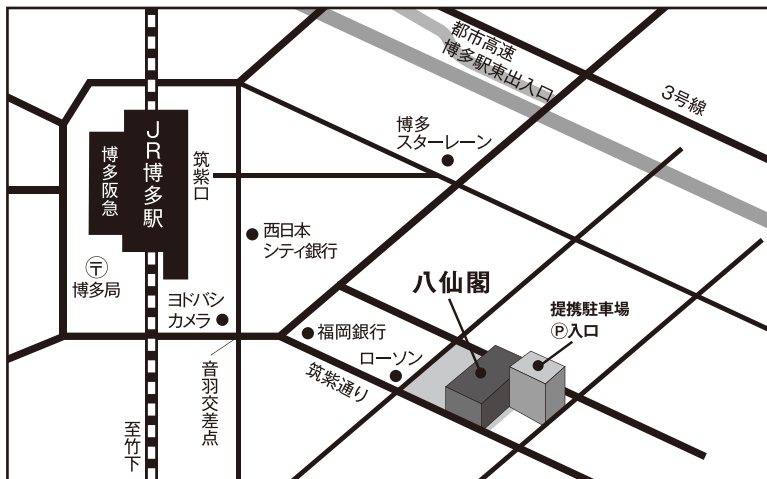 都市高速
博多駅東出入口
3号線
博多
スターレーン
JR博多駅
博多阪急
筑紫口
西日本
シティ銀行
〒
博多局
八仙閣
提携駐車場
Ⓟ入口
ヨドバシ
カメラ
福岡銀行
ローソン
筑紫通り
音羽交差点
至竹下